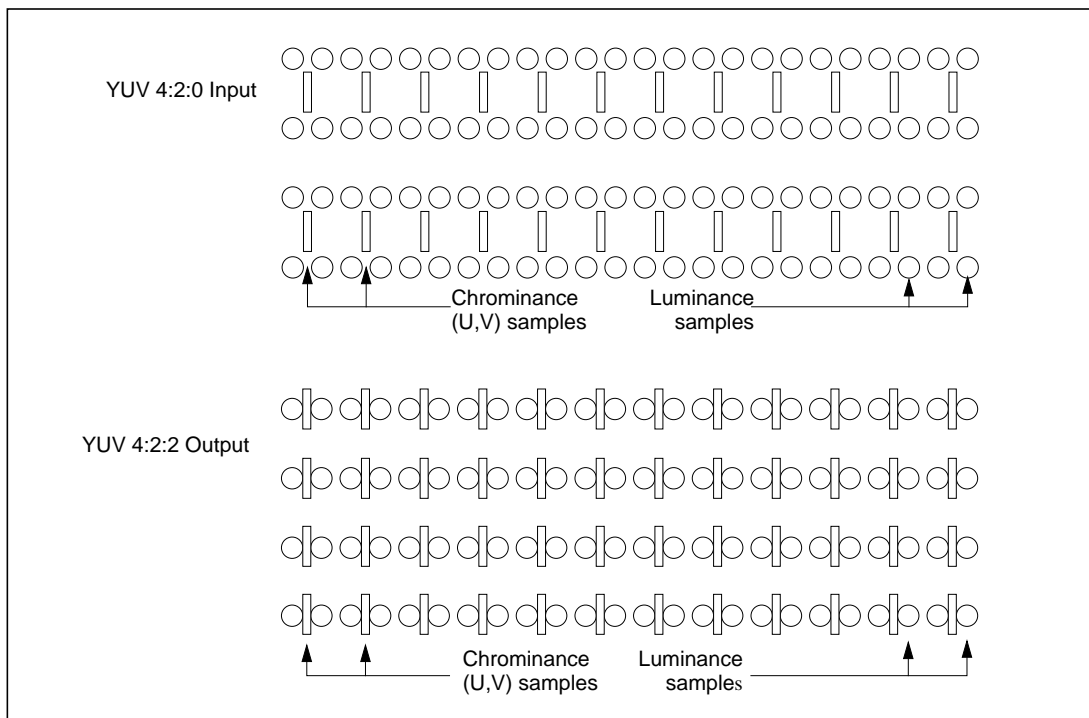 YUV 4:2:0 Input
Chrominance
(U,V) samples
Luminance
samples
YUV 4:2:2 Output
Chrominance
(U,V) samples
Luminance
samples